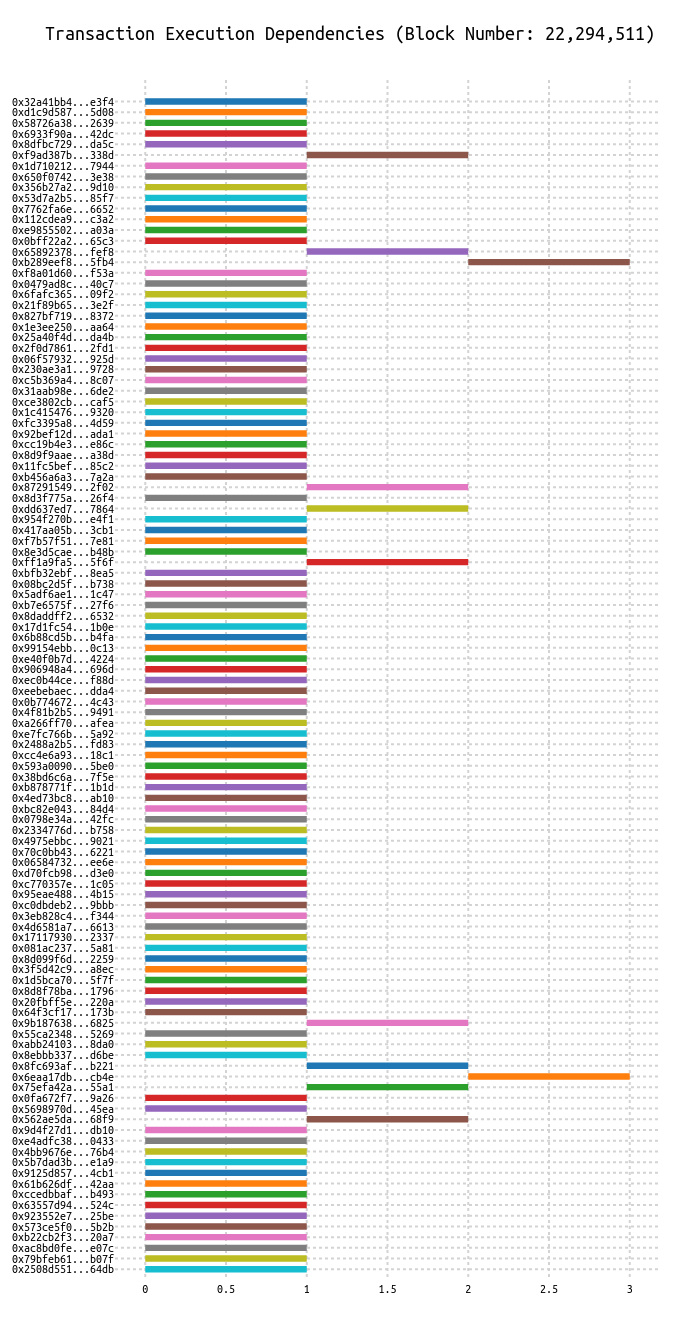 Transaction Execution Dependencies (Block Number: 22,294,511)
0x32a41bb4...e3f4
0xd1c9d587...5d08
0x58726a38...2639
0x6933f90a...42dc
0x8dfbc729...da5c
0xf9ad387b...338d
0x1d710212...7944
0x650f0742...3e38
0x356b27a2...9d10
0x53d7a2b5...85f7
0x7762fa6e...6652
0x112cdea9...c3a2
0xe9855502...a03a
0x0bff22a2...65c3
0x65892378...fef8
0xb289eef8...5fb4
0xf8a01d60...f53a
0x0479ad8c...40c7
0x6fafc365...09f2
0x21f89b65...3e2f
0x827bf719...8372
0x1e3ee250...aa64
0x25a40f4d...da4b
0x2f0d7861...2fd1
0x06f57932...925d
0x230ae3a1...9728
0xc5b369a4...8c07
0x31aab98e...6de2
0xce3802cb...caf5
0x1c415476...9320
0xfc3395a8...4d59
0x92bef12d...ada1
0xcc19b4e3...e86c
0x8d9f9aae...a38d
0x11fc5bef...85c2
0xb456a6a3...7a2a
0x87291549...2f02
0x8d3f775a...26f4
0xdd637ed7...7864
0x954f270b...e4f1
0x417aa05b...3cb1
0xf7b57f51...7e81
0x8e3d5cae...b48b
0xff1a9fa5...5f6f
0xbfb32ebf...8ea5
0x08bc2d5f...b738
0x5adf6ae1...1c47
0xb7e6575f...27f6
0x8daddff2...6532
0x17d1fc54...1b0e
0x6b88cd5b...b4fa
0x99154ebb...0c13
0xe40f0b7d...4224
0x906948a4...696d
0xec0b44ce...f88d
0xeebebaec...dda4
0x0b774672...4c43
0x4f81b2b5...9491
0xa266ff70...afea
0xe7fc766b...5a92
0x2488a2b5...fd83
0xcc4e6a93...18c1
0x593a0090...5be0
0x38bd6c6a...7f5e
0xb878771f...1b1d
0x4ed73bc8...ab10
0xbc82e043...84d4
0x0798e34a...42fc
0x2334776d...b758
0x4975ebbc...9021
0x70c0bb43...6221
0x06584732...ee6e
0xd70fcb98...d3e0
0xc770357e...1c05
0x95eae488...4b15
0xc0dbdeb2...9bbb
0x3eb828c4...f344
0x4d6581a7...6613
0x17117930...2337
0x081ac237...5a81
0x8d099f6d...2259
0x3f5d42c9...a8ec
0x1d5bca70...5f7f
0x8d8f78ba...1796
0x20fbff5e...220a
0x64f3cf17...173b
0x9b187638...6825
0x55ca2348...5269
0xabb24103...8da0
0x8ebbb337...d6be
0x8fc693af...b221
0x6eaa17db...cb4e
0x75efa42a...55a1
0x0fa672f7...9a26
0x5698970d...45ea
0x562ae5da...68f9
0x9d4f27d1...db10
0xe4adfc38...0433
0x4bb9676e...76b4
0x5b7dad3b...e1a9
0x9125d857...4cb1
0x61b626df...42aa
0xccedbbaf...b493
0x63557d94...524c
0x923552e7...25be
0x573ce5f0...5b2b
0xb22cb2f3...20a7
0xac8bd0fe...e07c
0x79bfeb61...b07f
0x2508d551...64db
0 0.5 1 1.5 2 2.5 3